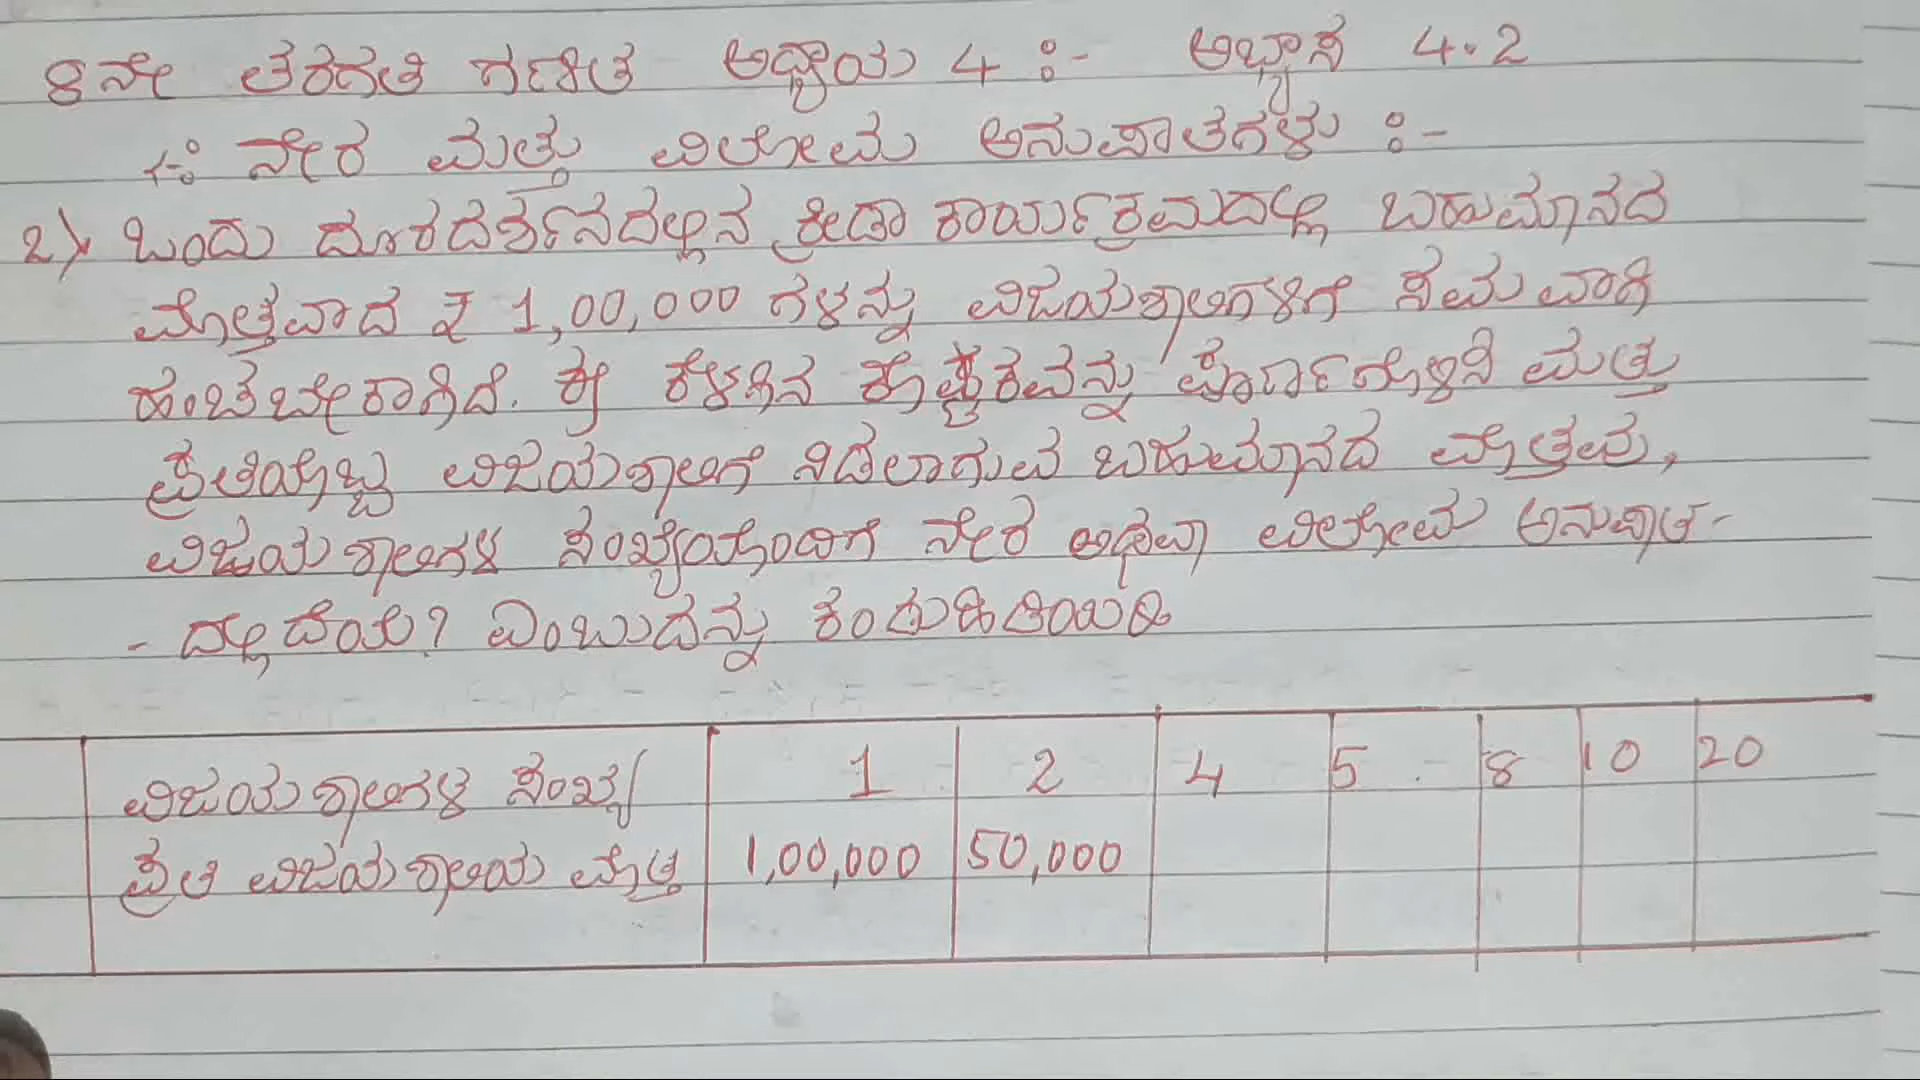 8ನೇ ತರಗತಿ ಗಣಿತ ಅಧ್ಯಾಯ 4 :- ಅಭ್ಯಾಸ 4.2
-: ನೇರ ಮತ್ತು ವಿಲೋಮ ಅನುಪಾತಗಳು :-
2) ಒಂದು ದೂರದರ್ಶನದಲ್ಲಿನ ಕ್ರೀಡಾ ಕಾರ್ಯಕ್ರಮದಲ್ಲಿ ಬಹುಮಾನದ
ಮೊತ್ತವಾದ ₹ 1,00,000 ಗಳನ್ನು ವಿಜಯಶಾಲಿಗಳಿಗೆ ಸಮವಾಗಿ
ಹಂಚಬೇಕಾಗಿದೆ. ಈ ಕೆಳಗಿನ ಕೋಷ್ಟಕವನ್ನು ಪೂರ್ಣಗೊಳಿಸಿ ಮತ್ತು
ಪ್ರತಿಯೊಬ್ಬ ವಿಜಯಶಾಲಿಗೆ ಸಿಗಲಾಗುವ ಬಹುಮಾನದ ಮೊತ್ತವು,
ವಿಜಯಶಾಲಿಗಳ ಸಂಖ್ಯೆಯೊಂದಿಗೆ ನೇರ ಅಥವಾ ವಿಲೋಮ ಅನುಪಾತ-
- ದಲ್ಲಿದೆಯೇ? ಎಂಬುದನ್ನು ಕಂಡುಹಿಡಿಯಿರಿ
ವಿಜಯಶಾಲಿಗಳ ಸಂಖ್ಯೆ 1 2 4 5 8 10 20
ಪ್ರತಿ ವಿಜಯಶಾಲಿಯ ಮೊತ್ತ 1,00,000 50,000